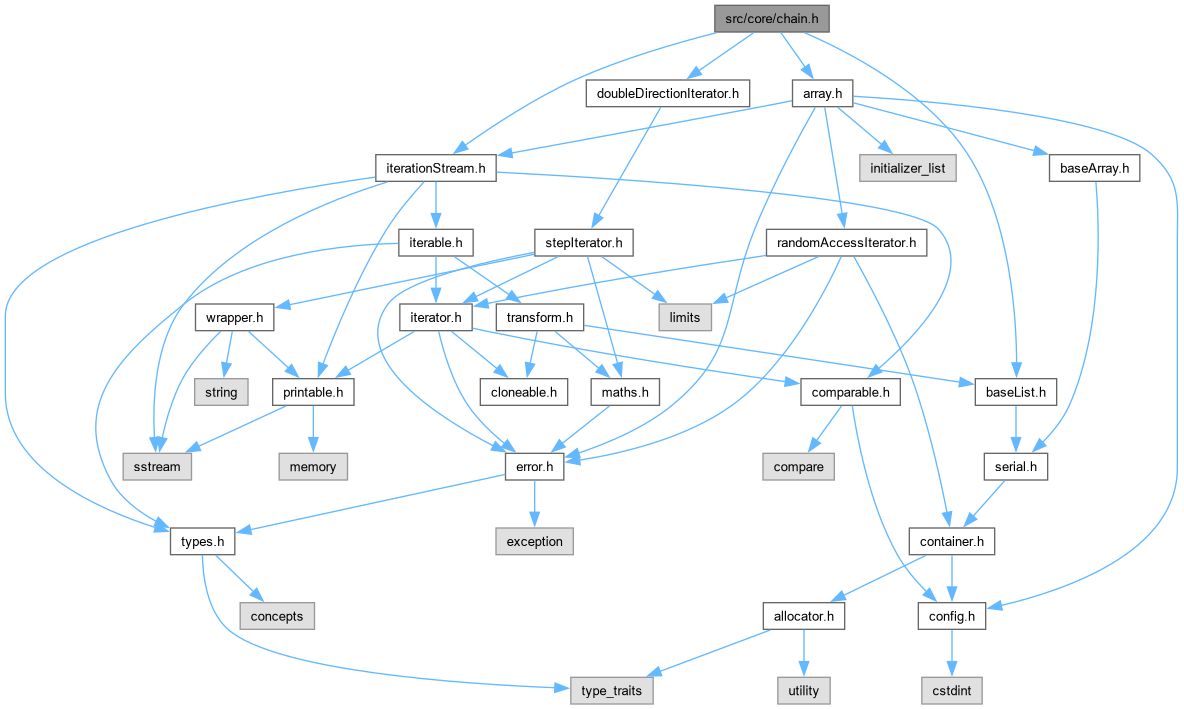 src/core/chain.h
doubleDirectionIterator.h
array.h
iterationStream.h
initializer_list
baseArray.h
iterable.h
stepIterator.h
randomAccessIterator.h
wrapper.h
iterator.h
transform.h
limits
string
printable.h
cloneable.h
maths.h
comparable.h
baseList.h
sstream
memory
error.h
compare
serial.h
types.h
exception
container.h
concepts
allocator.h
config.h
type_traits
utility
cstdint